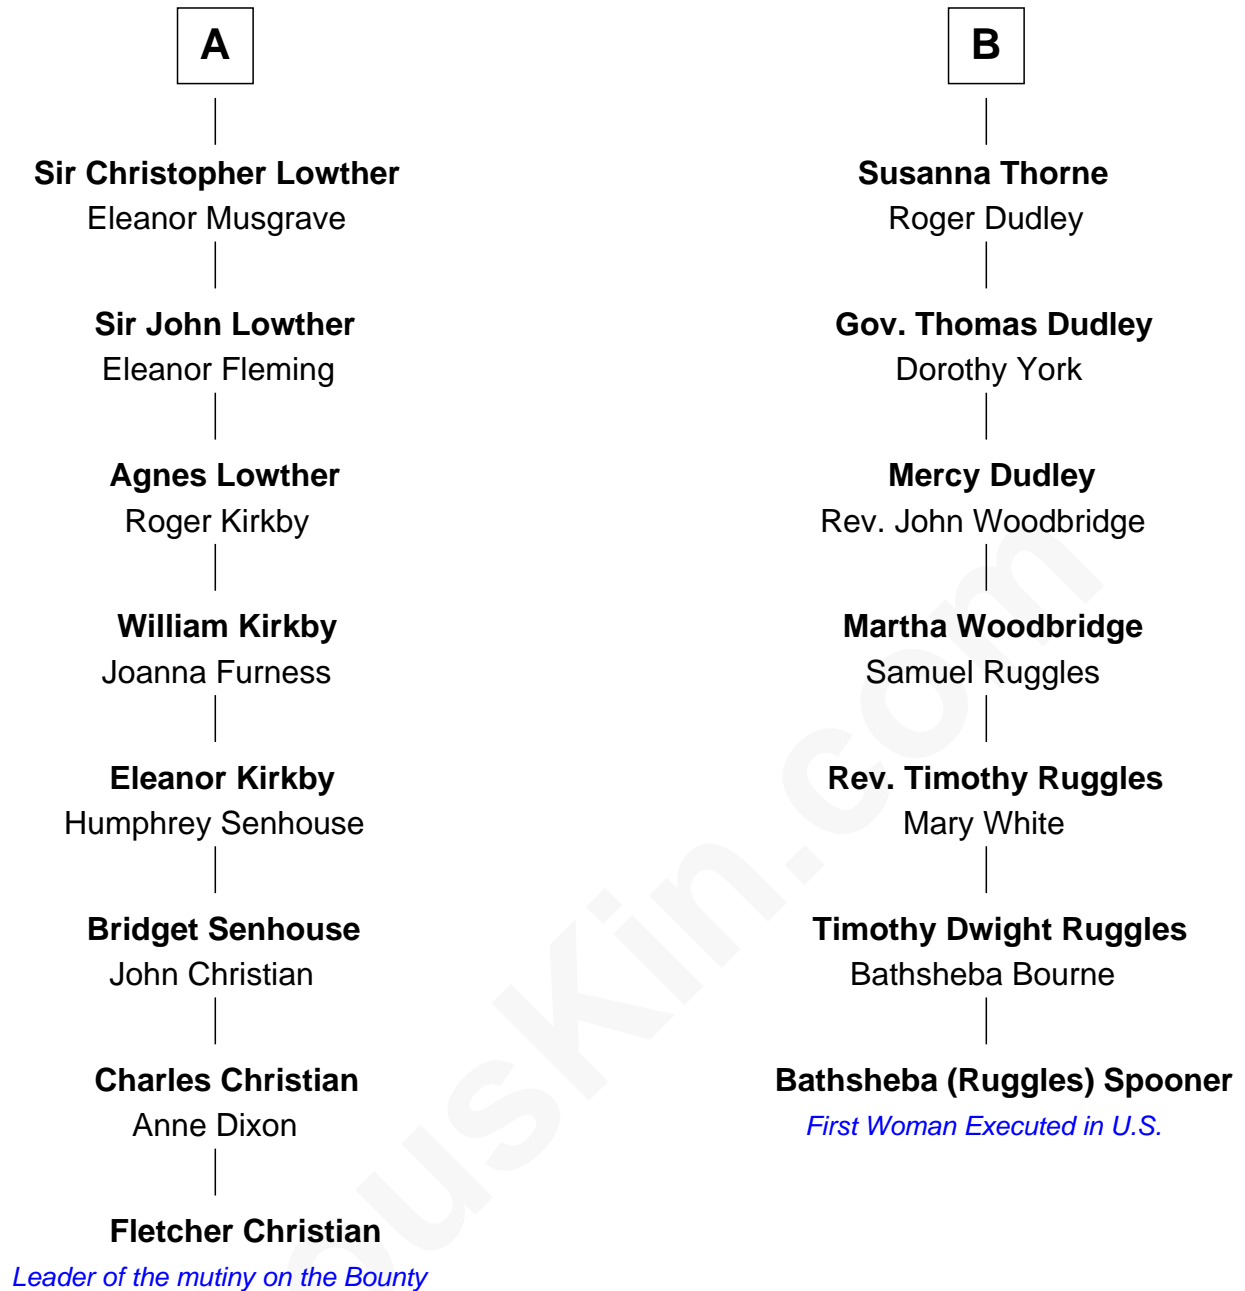 A
Sir Christopher Lowther
Eleanor Musgrave
Sir John Lowther
Eleanor Fleming
Agnes Lowther
Roger Kirkby
William Kirkby
Joanna Furness
Eleanor Kirkby
Humphrey Senhouse
Bridget Senhouse
John Christian
Charles Christian
Anne Dixon
Fletcher Christian
Leader of the mutiny on the Bounty
B
Susanna Thorne
Roger Dudley
Gov. Thomas Dudley
Dorothy York
Mercy Dudley
Rev. John Woodbridge
Martha Woodbridge
Samuel Ruggles
Rev. Timothy Ruggles
Mary White
Timothy Dwight Ruggles
Bathsheba Bourne
Bathsheba (Ruggles) Spooner
First Woman Executed in U.S.
ousKin.com